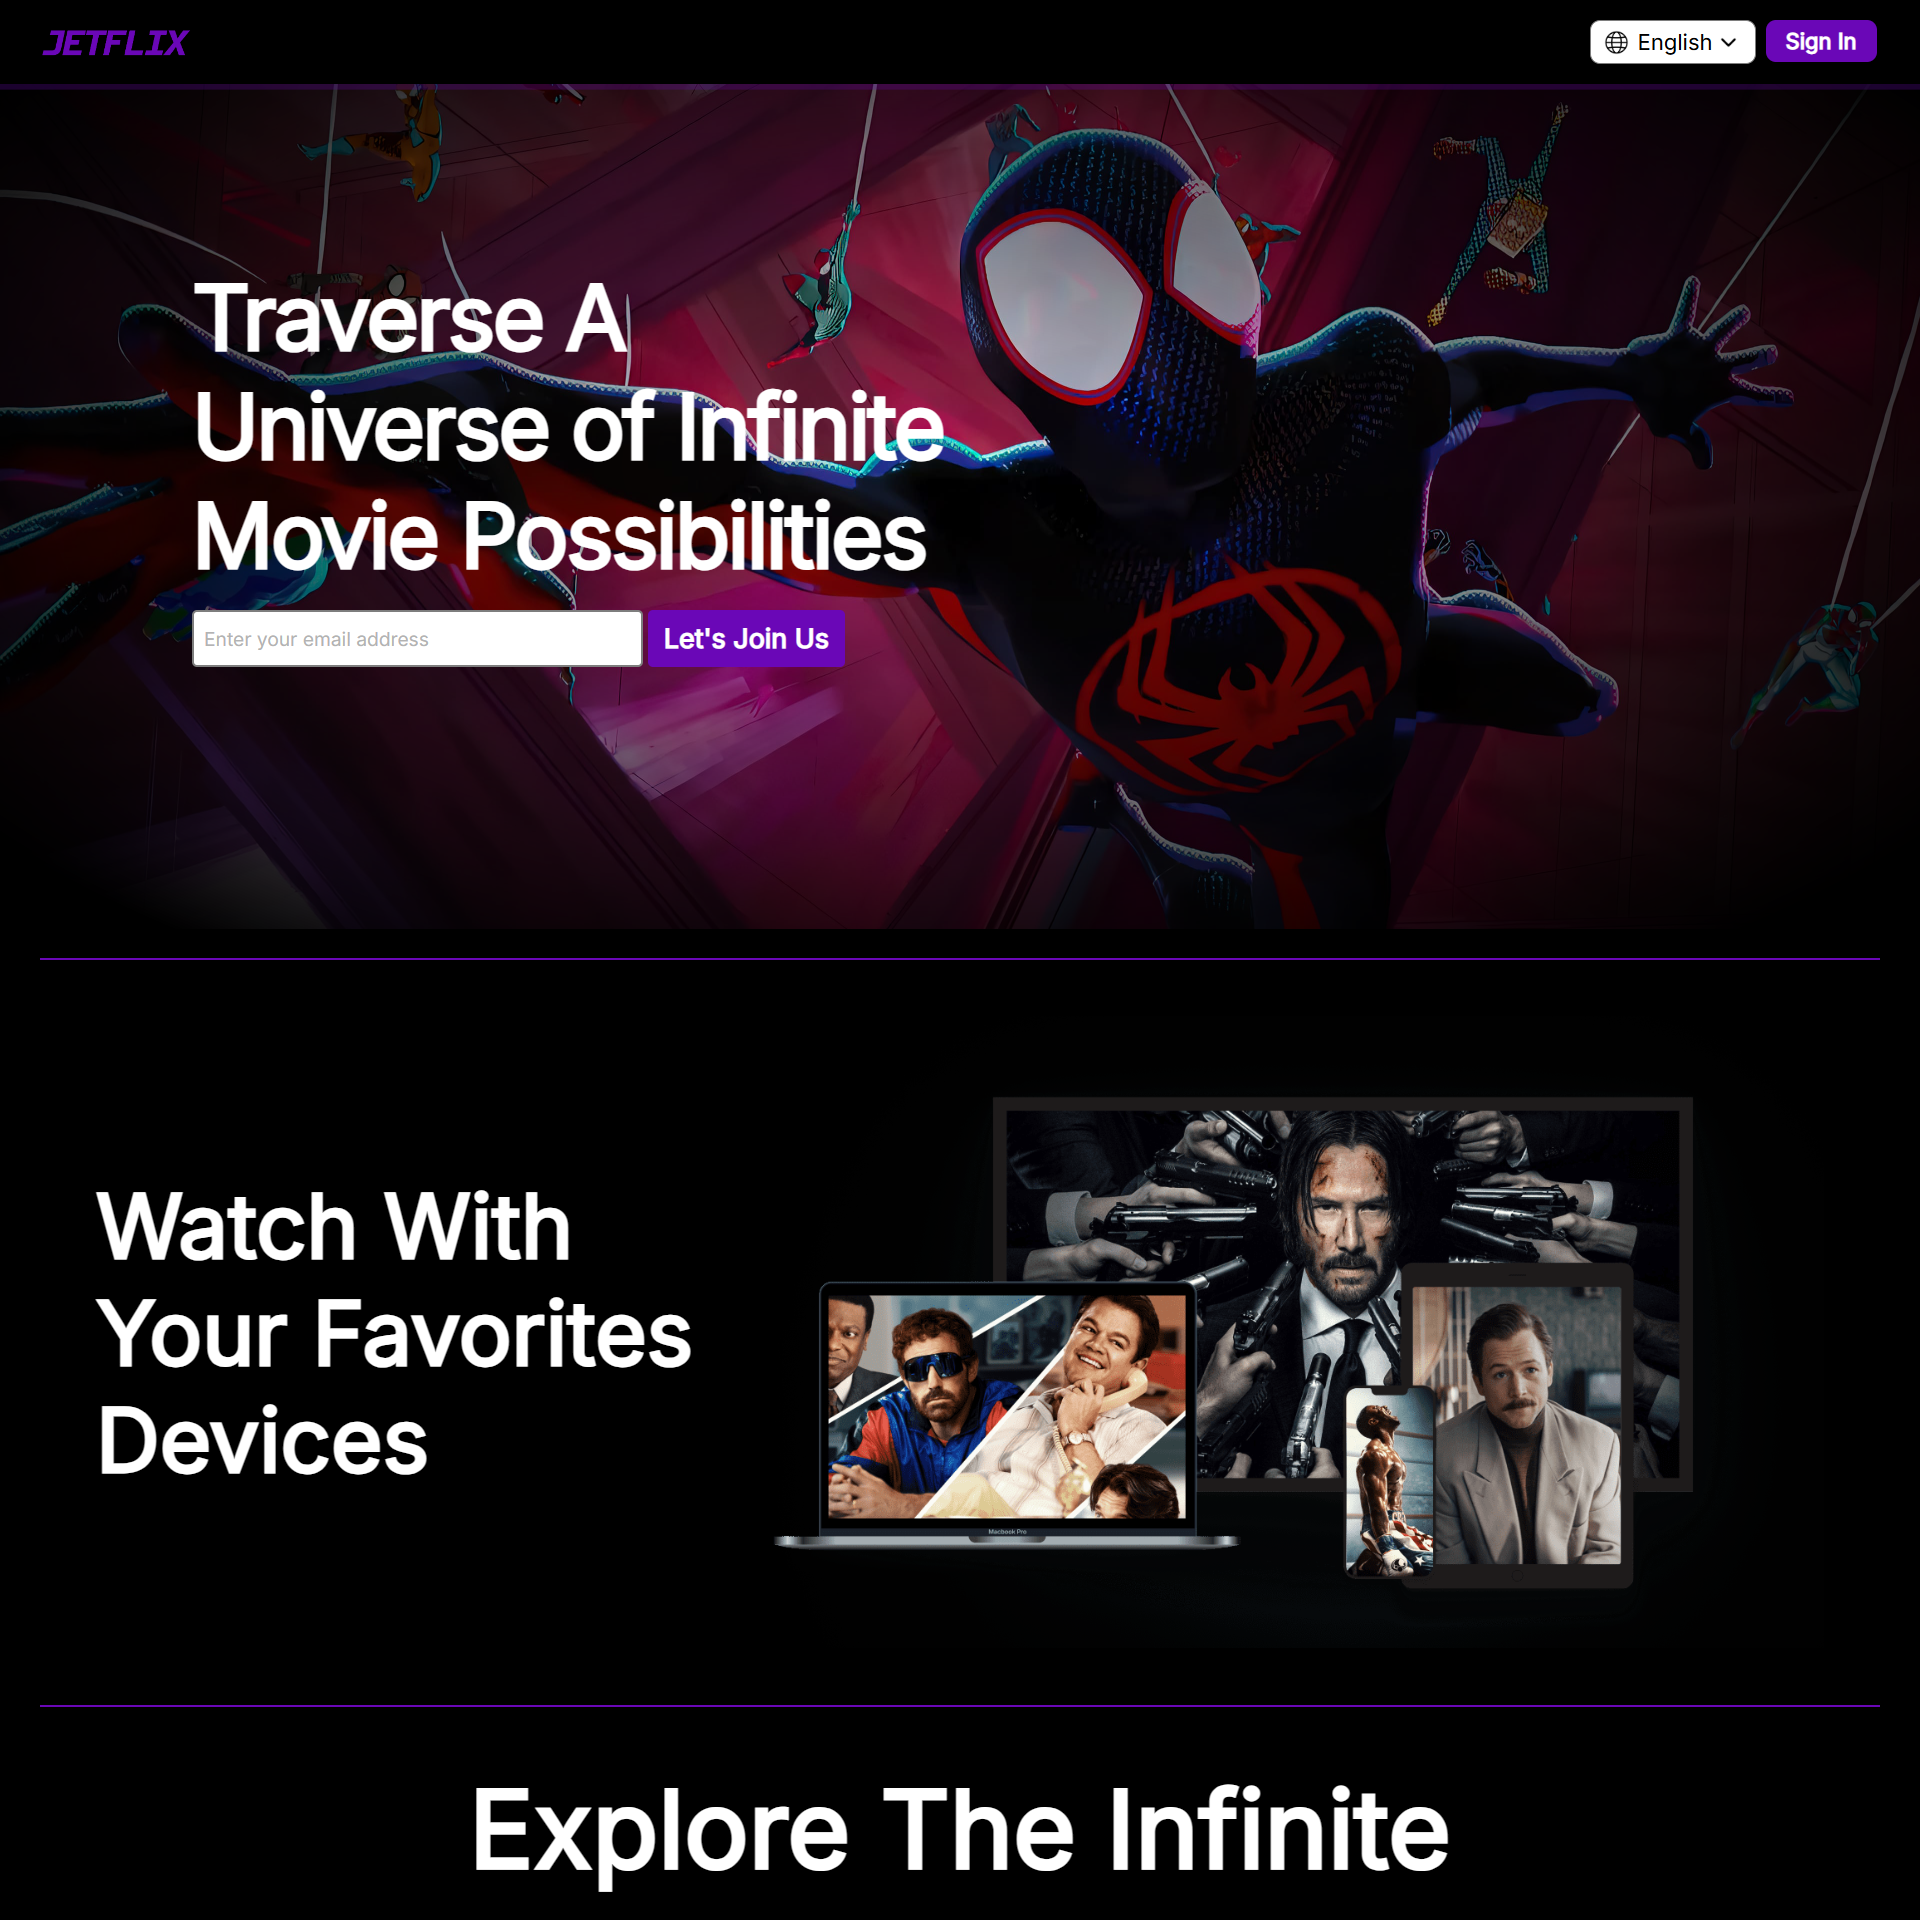 JETFLIX
English
Sign In
Traverse A
Universe of Infinite
Movie Possibilities
Enter your email address
Let's Join Us
Watch With
Your Favorites
Devices
Macbook Pro
Explore The Infinite